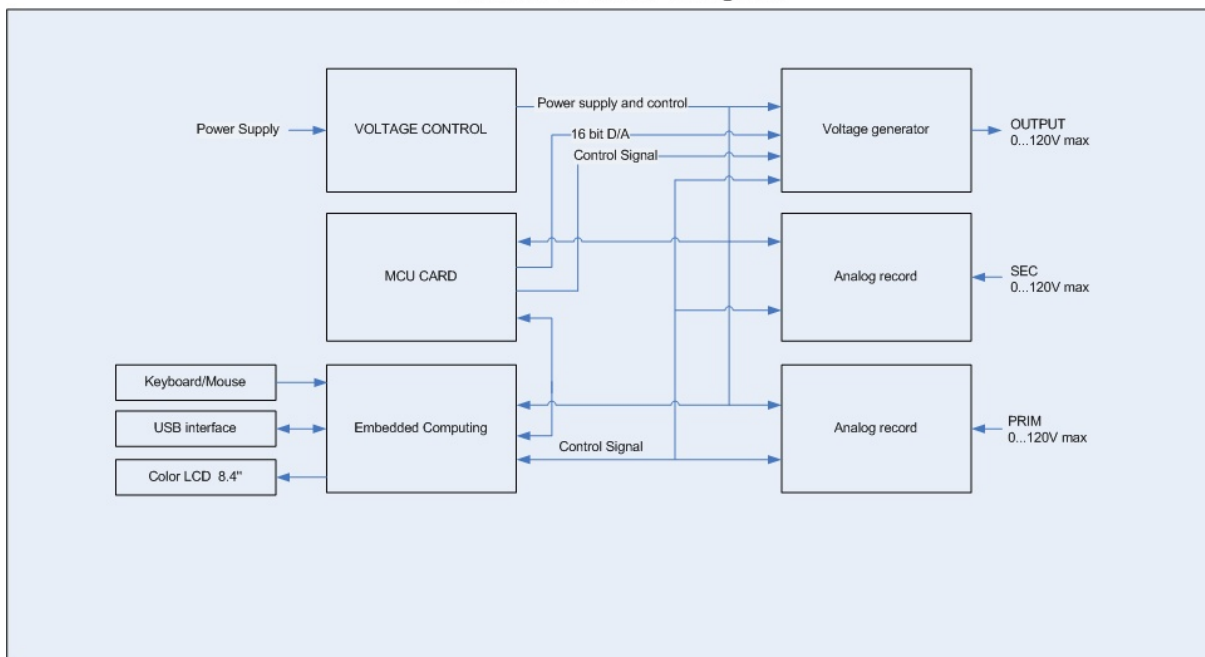 Power Supply
VOLTAGE CONTROL
Power supply and control
16 bit D/A
Control Signal
Voltage generator
OUTPUT
0...120V max
MCU CARD
Analog record
SEC
0...120V max
Keyboard/Mouse
USB interface
Color LCD 8.4"
Embedded Computing
Control Signal
Analog record
PRIM
0...120V max